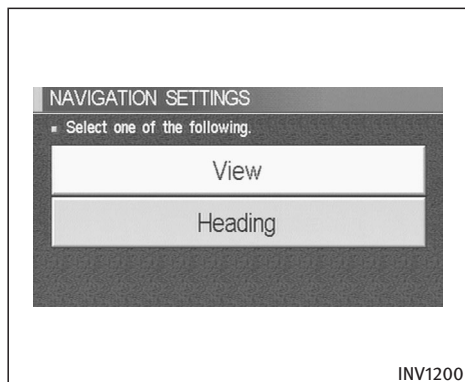 NAVIGATION SETTINGS
▪ Select one of the following.
View
Heading
INV1200